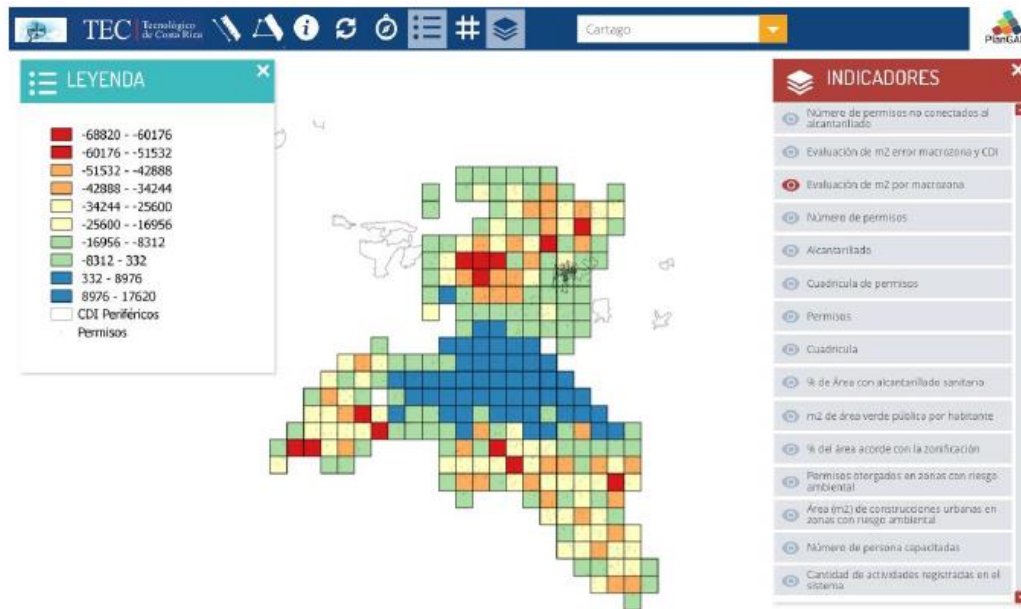 TEC | Tecnológico
de Costa Rica
Cartago
PlanGAM
LEYENDA
-68820 - -60176
-60176 - -51532
-51532 - -42888
-42888 - -34244
-34244 - -25600
-25600 - -16956
-16956 - -8312
-8312 - 332
332 - 8976
8976 - 17620
CDI Periféricos
Permisos
INDICADORES
Número de permisos no conectados al
alcantarillado
Evaluación de m2 error macrozona y CDI
Evaluación de m2 por macrozona
Número de permisos
Alcantarillado
Cuadricula de permisos
Permisos
Cuadricula
% de Área con alcantarillado sanitario
m2 de área verde pública por habitante
% del área acorde con la zonificación
Permisos otorgados en zonas con riesgo
ambiental
Área (m2) de construcciones urbanas en
zonas con riesgo ambiental
Número de persona capacitadas
Cantidad de actividades registradas en el
sistema